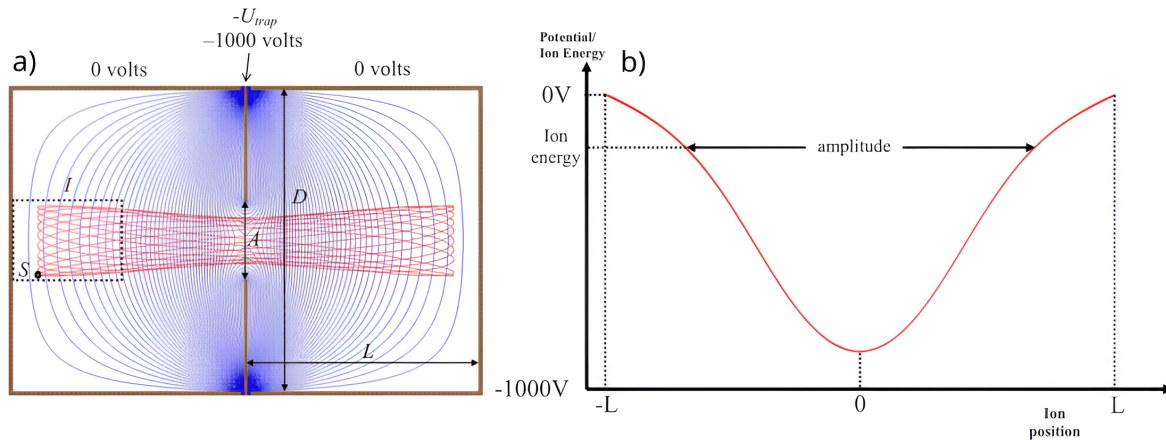 a)
-U_trap
–1000 volts
0 volts
0 volts
I
D
A
S
L
b)
Potential/
Ion Energy
0V
Ion
energy
amplitude
-1000V
-L
0
L
Ion
position